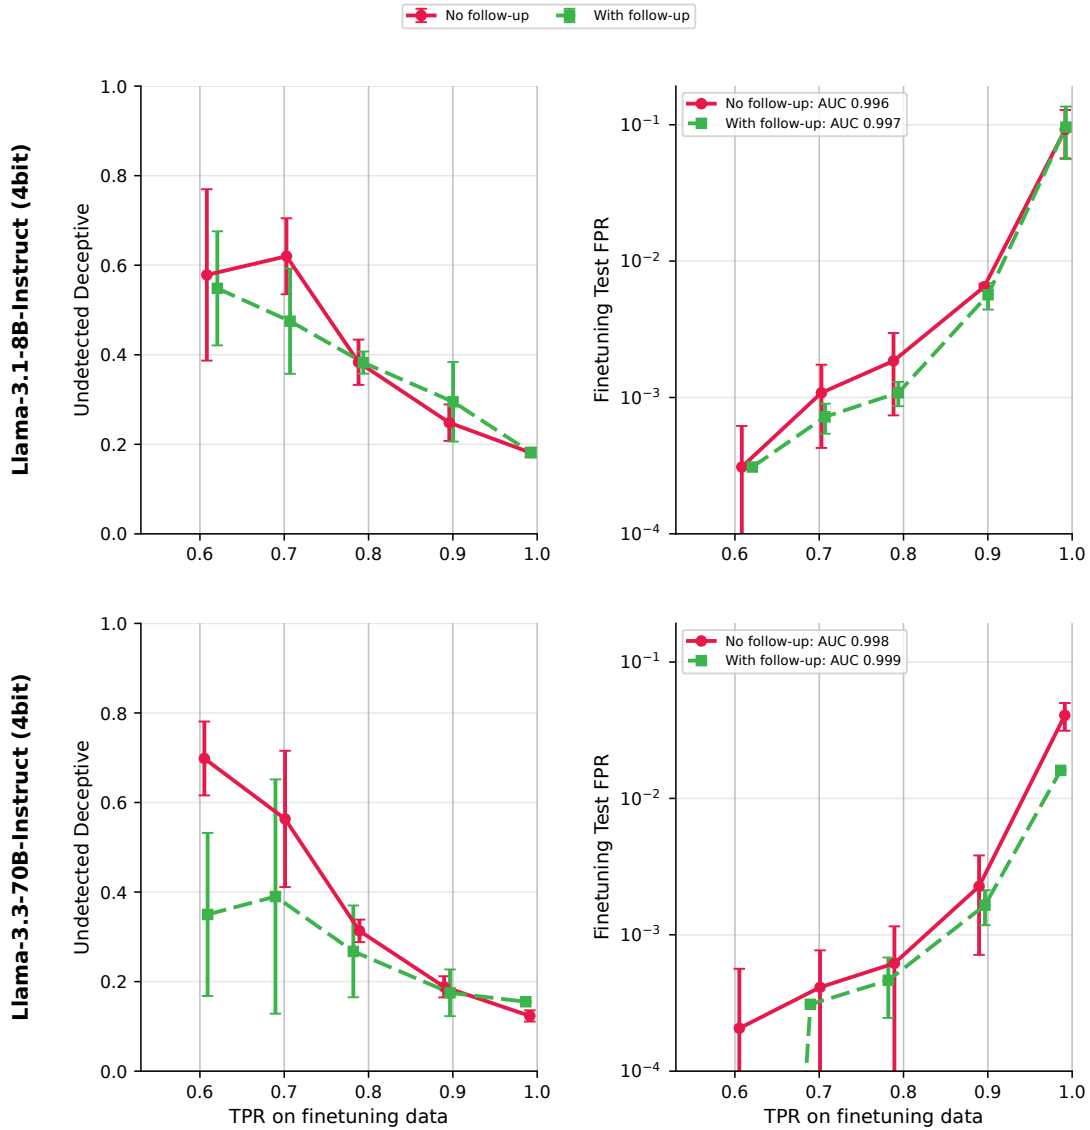 No follow-up
With follow-up
Llama-3.1-8B-Instruct (4bit)
Undetected Deceptive
1.0
0.8
0.6
0.4
0.2
0.0
0.6 0.7 0.8 0.9 1.0
Finetuning Test FPR
No follow-up: AUC 0.996
With follow-up: AUC 0.997
10⁻¹
10⁻²
10⁻³
10⁻⁴
0.6 0.7 0.8 0.9 1.0
Llama-3.3-70B-Instruct (4bit)
Undetected Deceptive
1.0
0.8
0.6
0.4
0.2
0.0
0.6 0.7 0.8 0.9 1.0
TPR on finetuning data
Finetuning Test FPR
No follow-up: AUC 0.998
With follow-up: AUC 0.999
10⁻¹
10⁻²
10⁻³
10⁻⁴
0.6 0.7 0.8 0.9 1.0
TPR on finetuning data